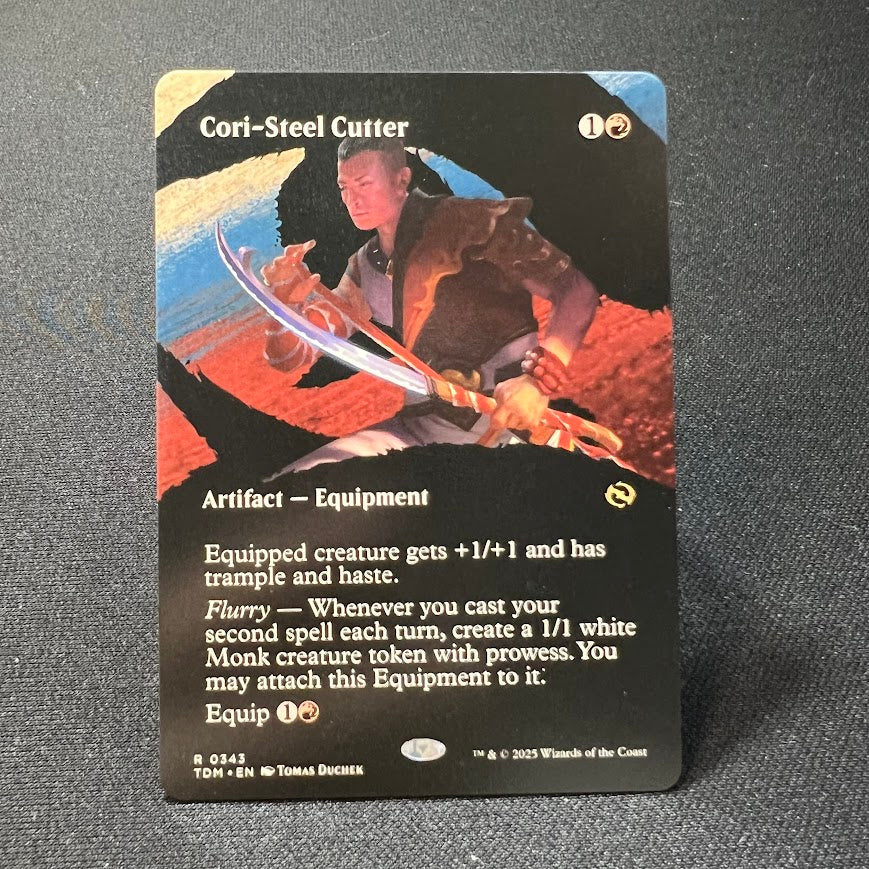 Cori-Steel Cutter 1
Artifact — Equipment
Equipped creature gets +1/+1 and has
trample and haste.
Flurry — Whenever you cast your
second spell each turn, create a 1/1 white
Monk creature token with prowess. You
may attach this Equipment to it.
Equip 1
R 0343
TDM • EN Tomas Duchek
™ & © 2025 Wizards of the Coast